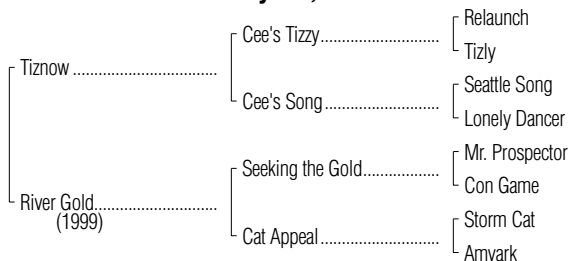 Relaunch
Cee's Tizzy
Tizly
Tiznow
Seattle Song
Cee's Song
Lonely Dancer
Mr. Prospector
Seeking the Gold
Con Game
River Gold
(1999)
Storm Cat
Cat Appeal
Amyark